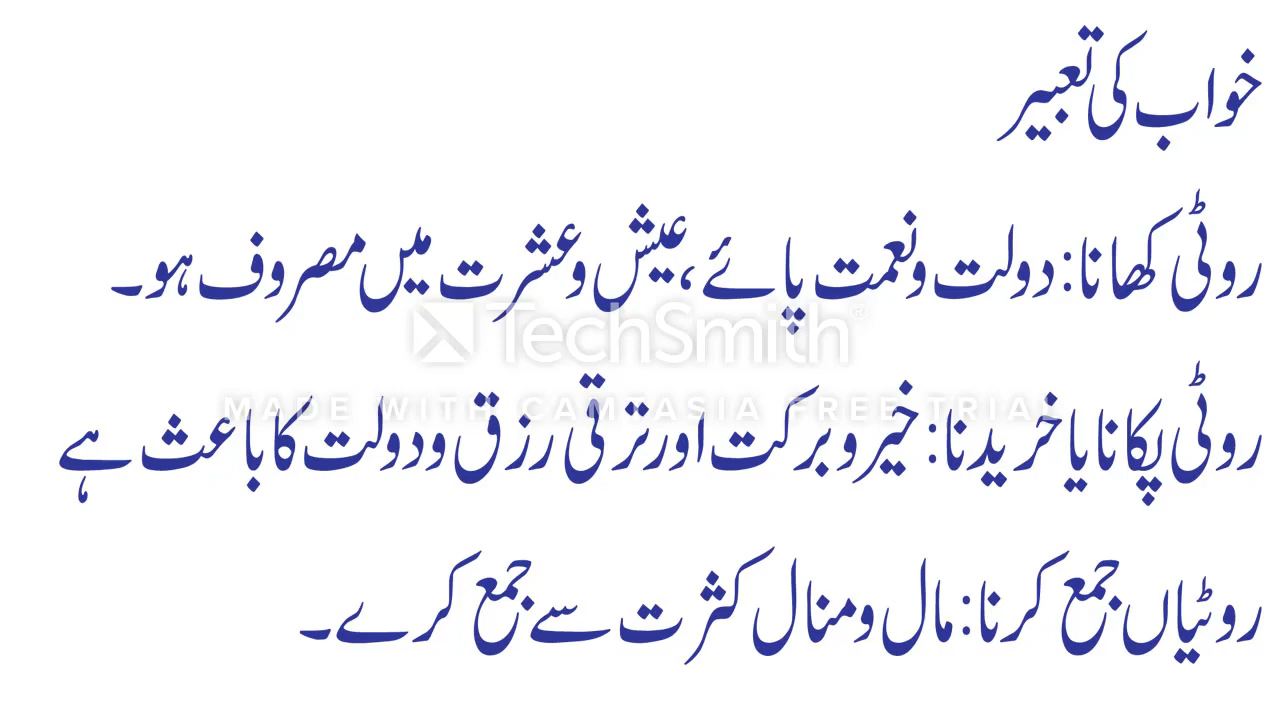 خواب کی تعبیر
روٹی کھانا: دولت و نعمت پائے، عیش و عشرت میں مصروف ہو۔
TechSmith®
MADE WITH CAMTASIA FREE TRIAL
روٹی پکانا یا خریدنا: خیر و برکت اور ترقی رزق و دولت کا باعث ہے
روٹیاں جمع کرنا: مال و منال کثرت سے جمع کرے۔